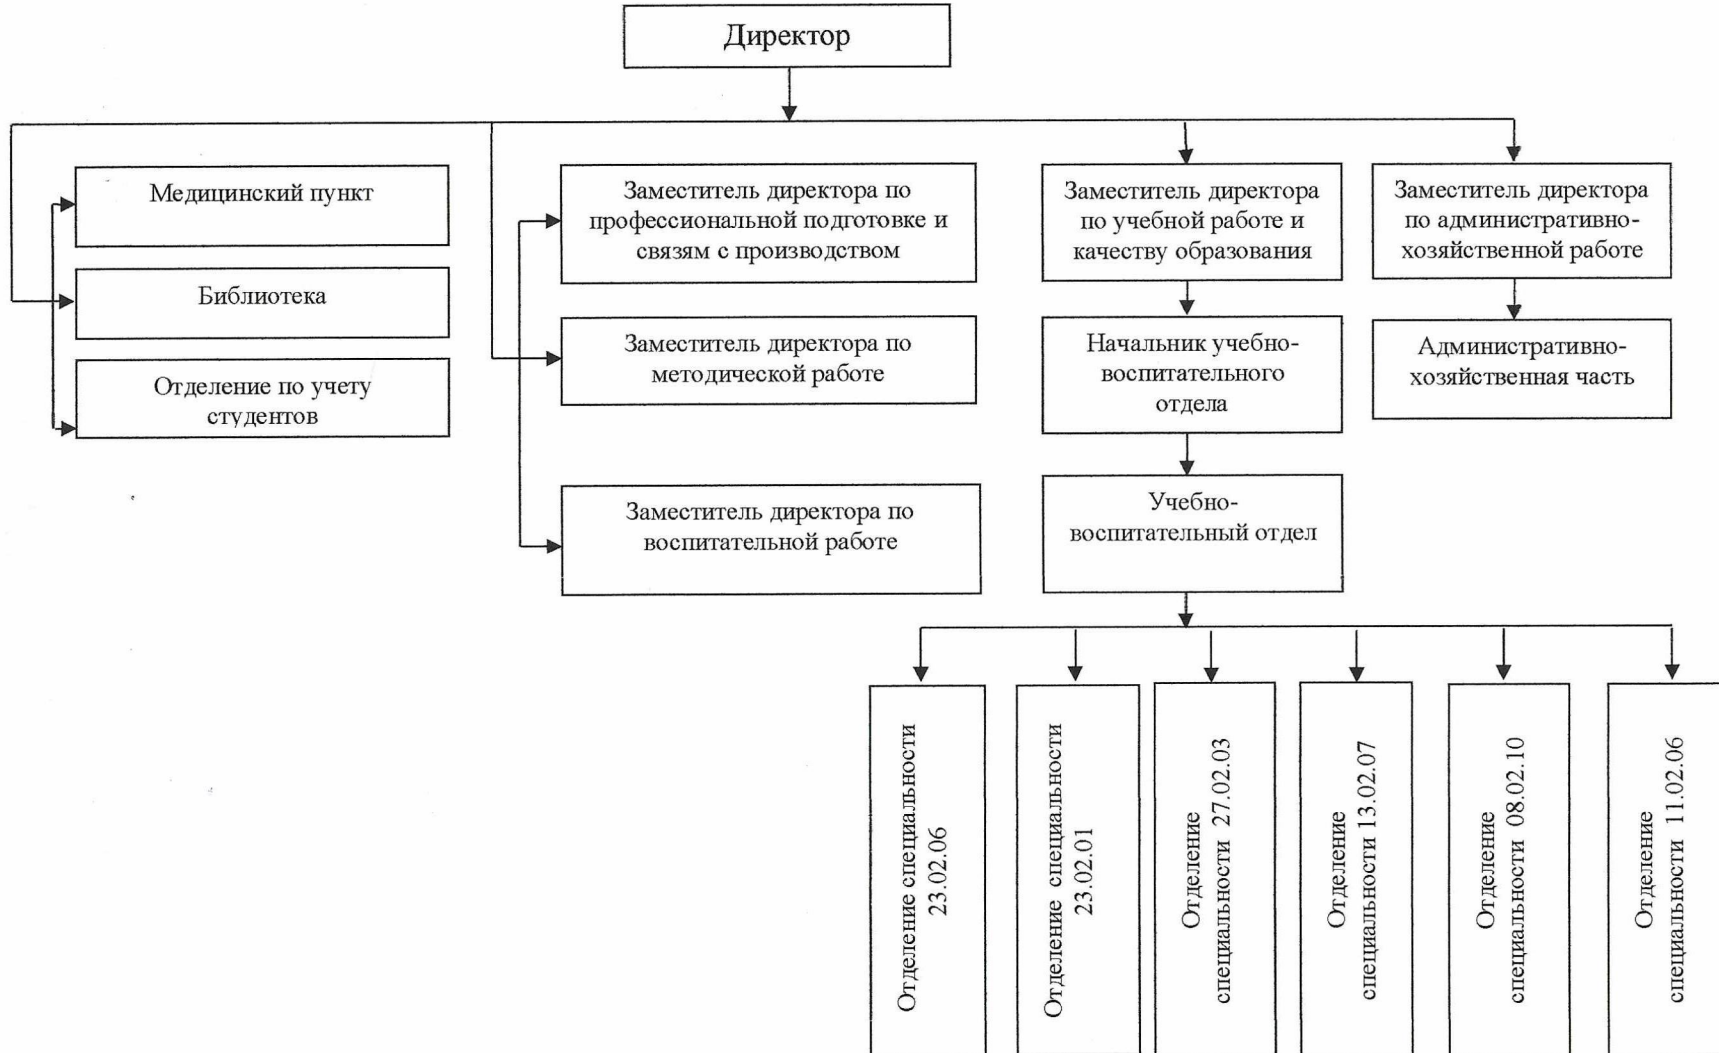 Директор
Медицинский пункт
Библиотека
Отделение по учету
студентов
Заместитель директора по
профессиональной подготовке и
связям с производством
Заместитель директора по
методической работе
Заместитель директора по
воспитательной работе
Заместитель директора
по учебной работе и
качеству образования
Начальник учебно-
воспитательного
отдела
Учебно-
воспитательный отдел
Заместитель директора
по административно-
хозяйственной работе
Административно-
хозяйственная часть
Отделение специальности
23.02.06
Отделение специальности
23.02.01
Отделение
специальности 27.02.03
Отделение
специальности 13.02.07
Отделение
специальности 08.02.10
Отделение
специальности 11.02.06